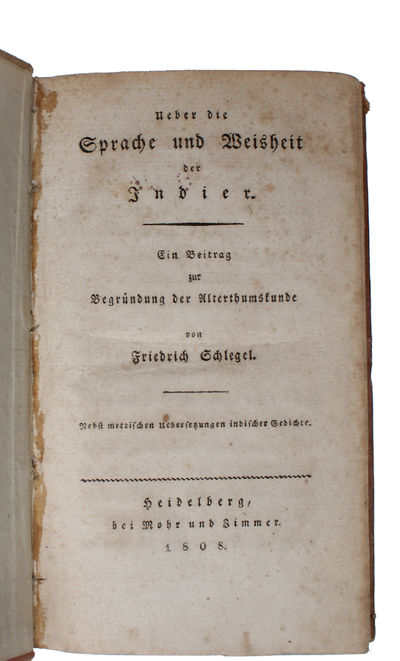 Ueber die
Sprache und Weisheit
der
Indier.
Ein Beitrag
zur
Begründung der Alterthumskunde
von
Friedrich Schlegel.
Nebst metrischen Uebersetzungen indischer Gedichte.
Heidelberg,
bei Mohr und Zimmer.
1808.